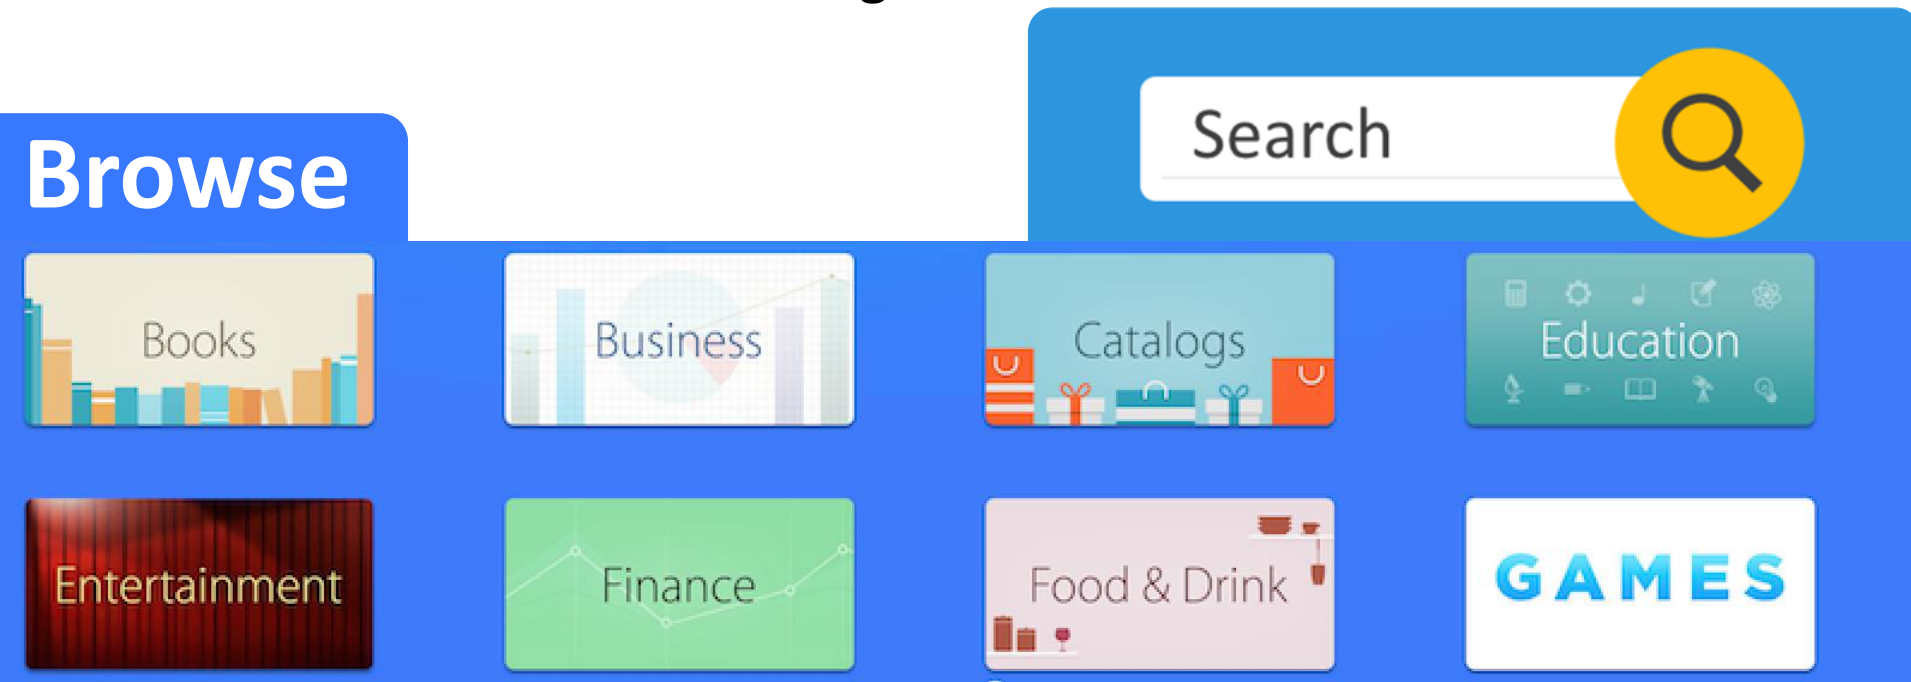 Search
Browse
Books
Business
Catalogs
Education
Entertainment
Finance
Food & Drink
GAMES